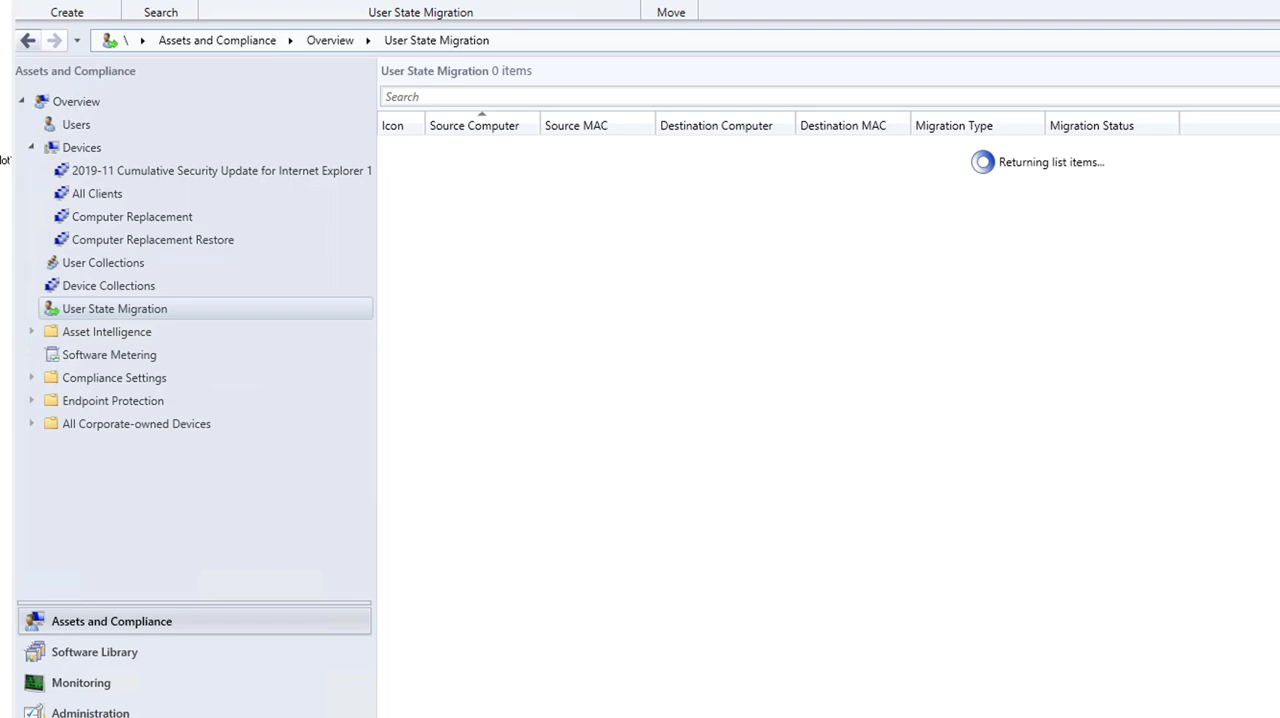 Create
Search
User State Migration
Move
\ Assets and Compliance Overview User State Migration
Assets and Compliance
Overview
Users
Devices
2019-11 Cumulative Security Update for Internet Explorer 1
All Clients
Computer Replacement
Computer Replacement Restore
User Collections
Device Collections
User State Migration
Asset Intelligence
Software Metering
Compliance Settings
Endpoint Protection
All Corporate-owned Devices
Assets and Compliance
Software Library
Monitoring
Administration
User State Migration 0 items
Search
Icon Source Computer Source MAC Destination Computer Destination MAC Migration Type Migration Status
Returning list items...